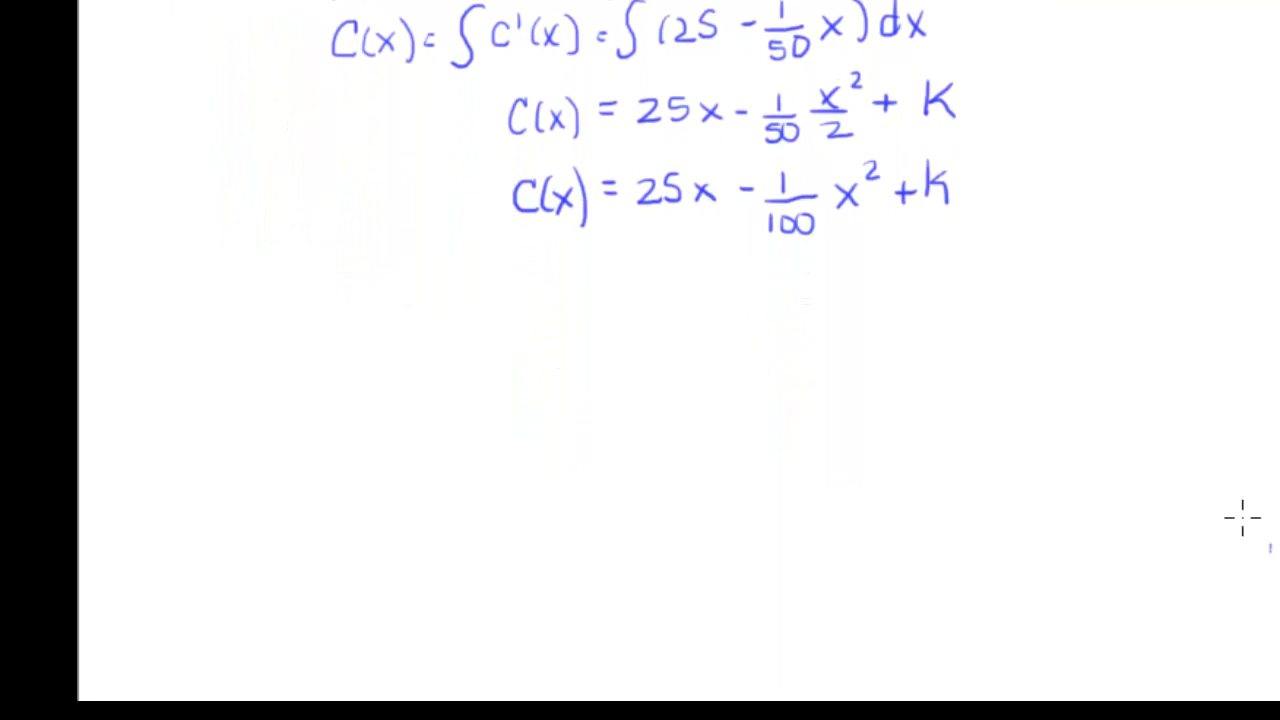 C(x) = ∫ C'(x) = ∫ (25 - 1/50 x) dx
C(x) = 25x - 1/50 x²/2 + K
C(x) = 25x - 1/100 x² + K